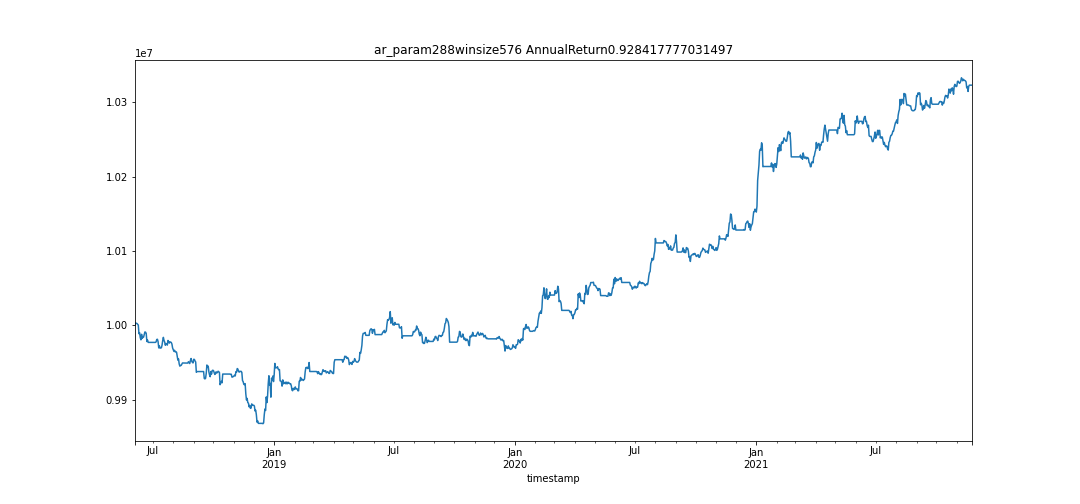 ar_param288winsize576 AnnualReturn0.928417777031497
1e7
1.03
1.02
1.01
1.00
0.99
Jul Jan Jul Jan Jul Jan Jul
2019 2020 2021
timestamp